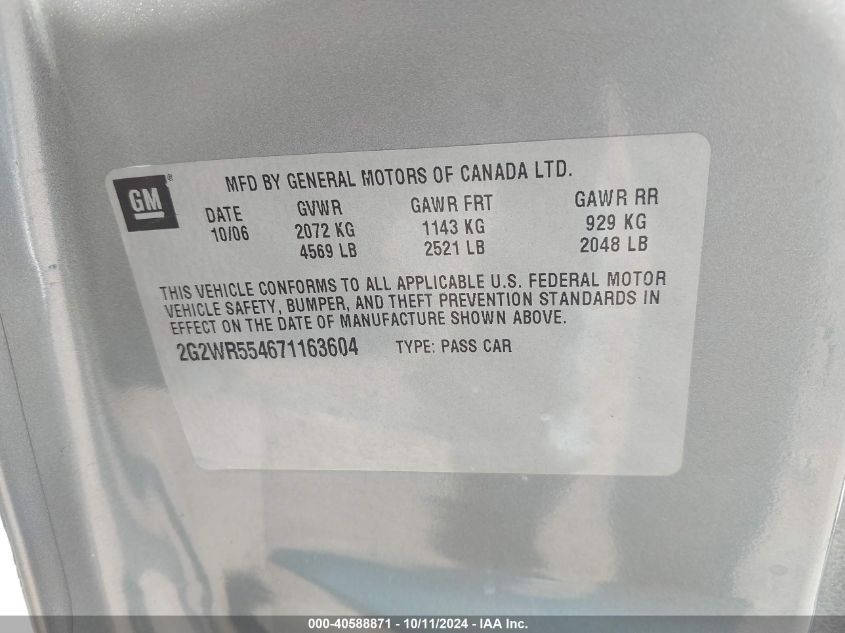 MFD BY GENERAL MOTORS OF CANADA LTD.
GM®
DATE GVWR GAWR FRT GAWR RR
10/06 2072 KG 1143 KG 929 KG
4569 LB 2521 LB 2048 LB
THIS VEHICLE CONFORMS TO ALL APPLICABLE U.S. FEDERAL MOTOR
VEHICLE SAFETY, BUMPER, AND THEFT PREVENTION STANDARDS IN
EFFECT ON THE DATE OF MANUFACTURE SHOWN ABOVE.
2G2WR554671163604 TYPE: PASS CAR
000-40588871 - 10/11/2024 - IAA Inc.